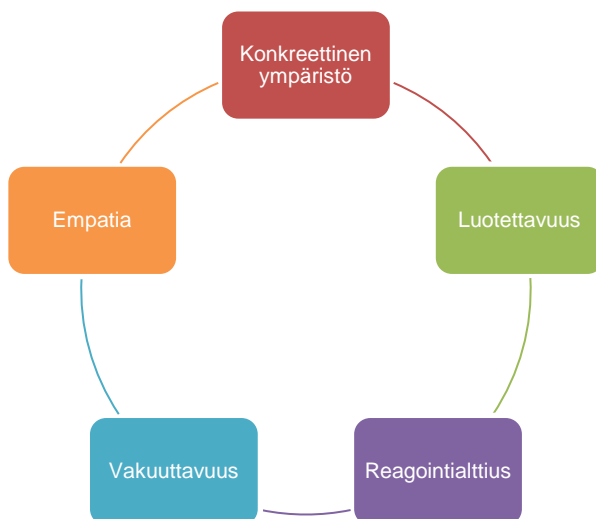 Konkreettinen
ympäristö
Luotettavuus
Reagointialttius
Vakuuttavuus
Empatia